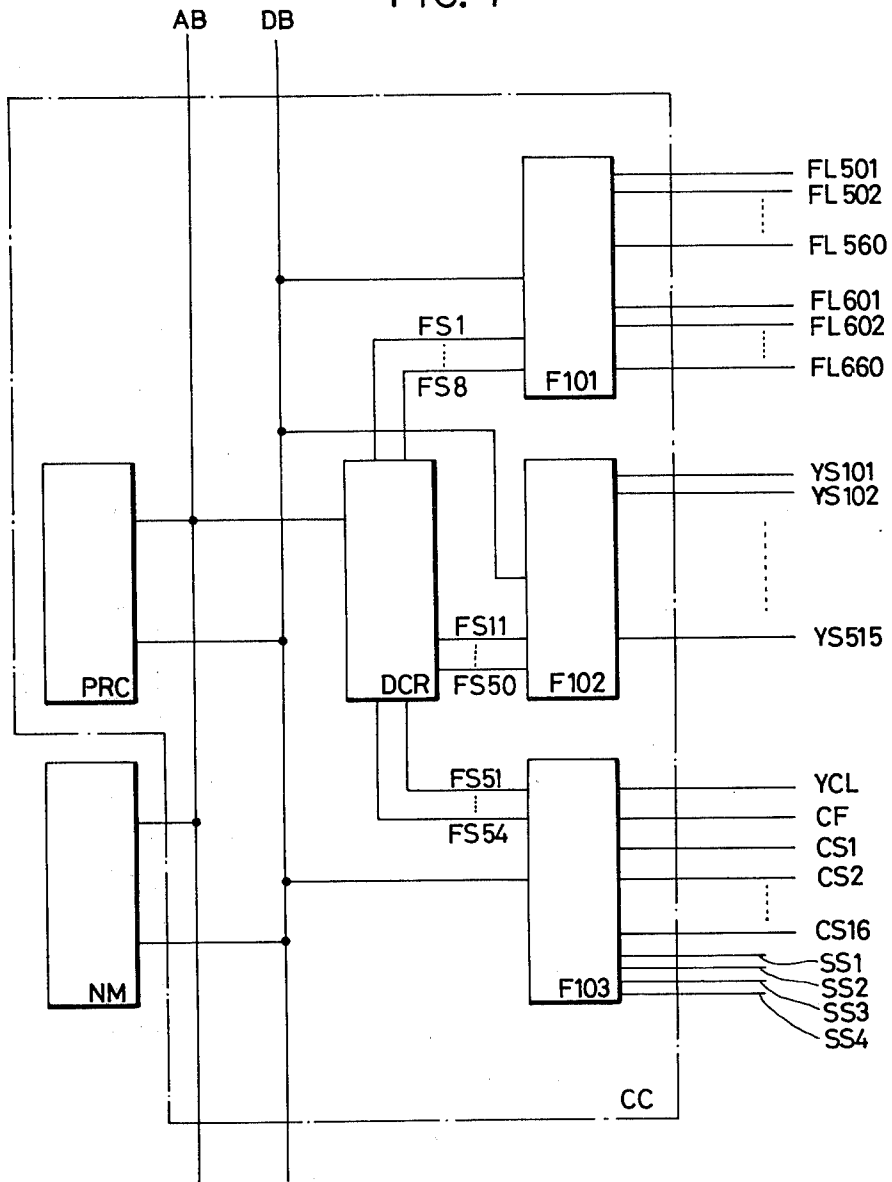 AB
DB
FL501
FL502
FL560
FL601
FL602
FL660
FS1
FS8
F101
YS101
YS102
YS515
FS11
FS50
F102
PRC
DCR
FS51
FS54
YCL
CF
CS1
CS2
CS16
SS1
SS2
SS3
SS4
F103
NM
CC